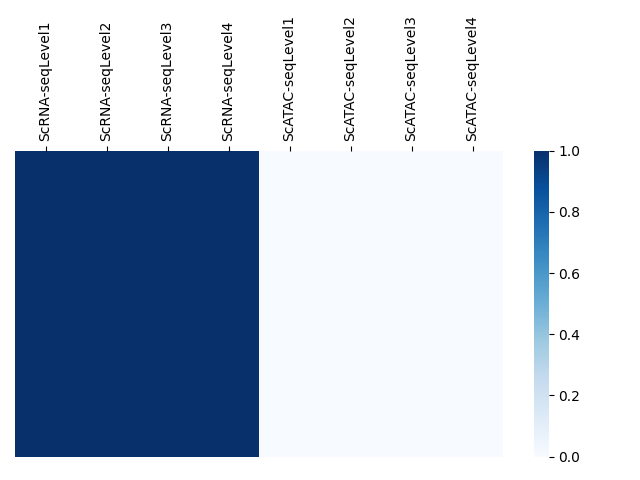 ScRNA-seqLevel1
ScRNA-seqLevel2
ScRNA-seqLevel3
ScRNA-seqLevel4
ScATAC-seqLevel1
ScATAC-seqLevel2
ScATAC-seqLevel3
ScATAC-seqLevel4
1.0
0.8
0.6
0.4
0.2
0.0